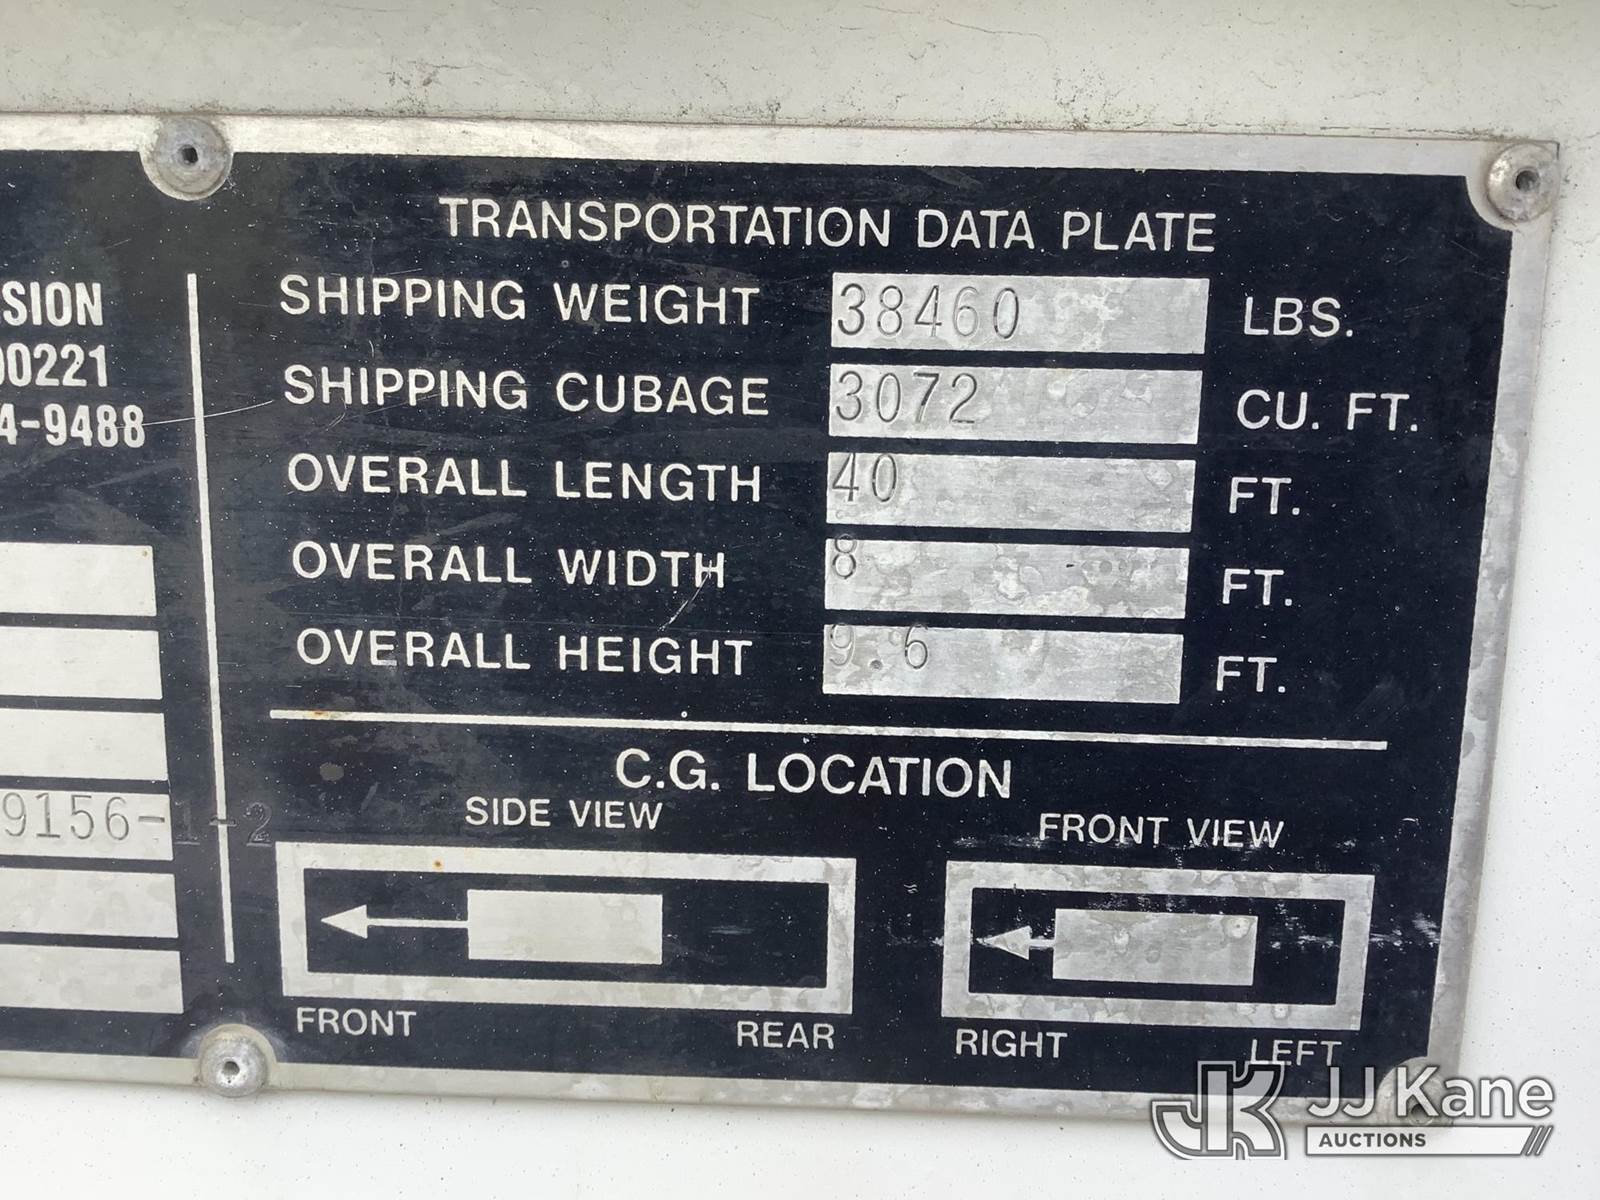 SION
00221
4-9488
9156-1-2
TRANSPORTATION DATA PLATE
SHIPPING WEIGHT 38460 LBS.
SHIPPING CUBAGE 3072 CU. FT.
OVERALL LENGTH 40 FT.
OVERALL WIDTH 8 FT.
OVERALL HEIGHT 9.6 FT.
C.G. LOCATION
SIDE VIEW FRONT VIEW
FRONT REAR RIGHT LEFT
JK JJ Kane
AUCTIONS